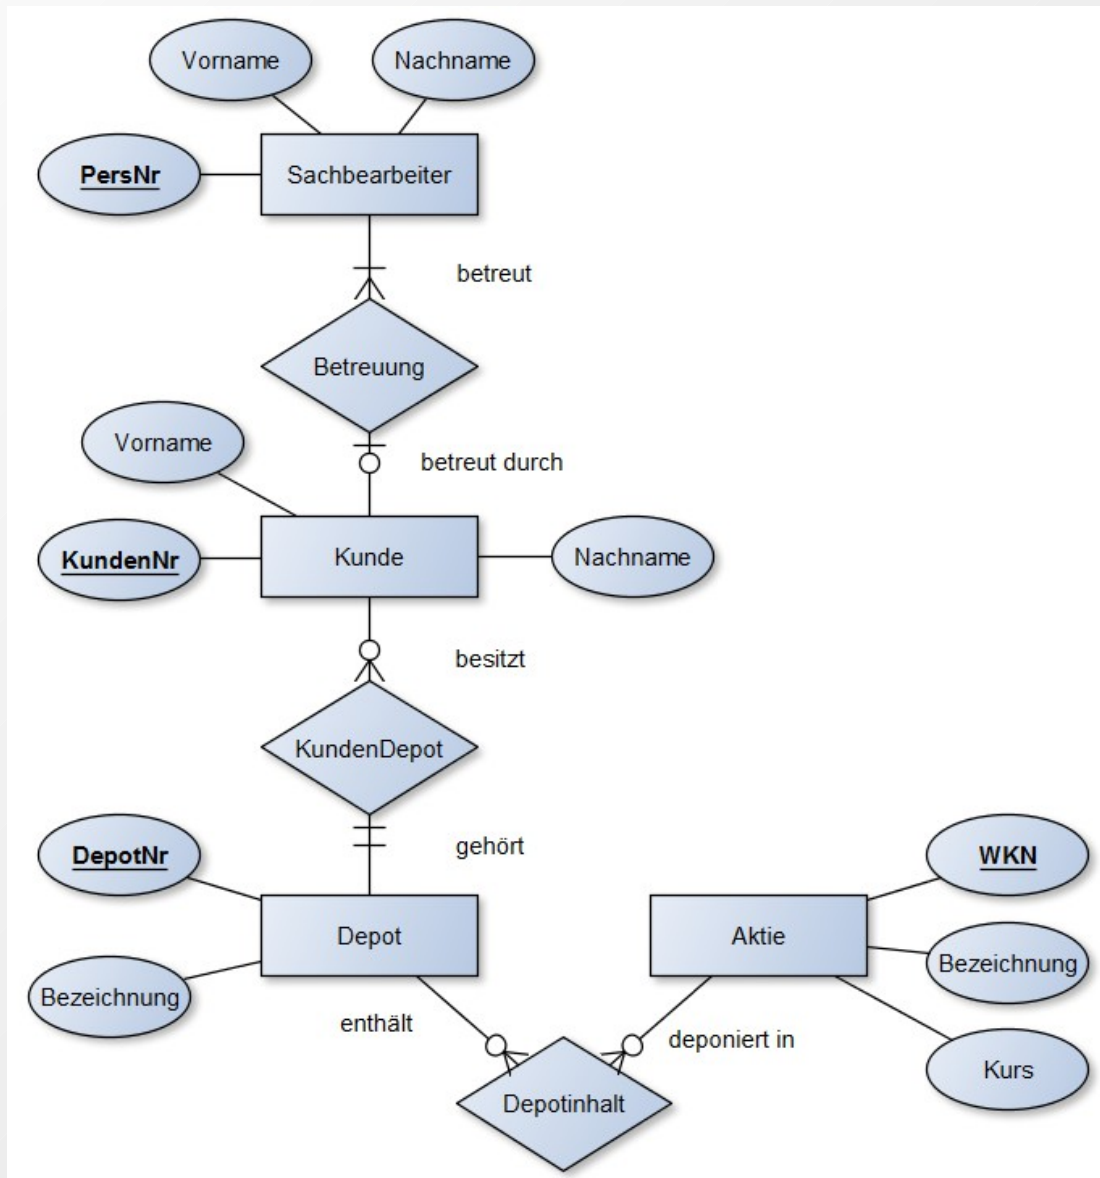 Vorname
Nachname
PersNr
Sachbearbeiter
betreut
Betreuung
Vorname
betreut durch
KundenNr
Kunde
Nachname
besitzt
KundenDepot
gehört
DepotNr
WKN
Depot
Aktie
Bezeichnung
Bezeichnung
enthält
deponiert in
Kurs
Depotinhalt